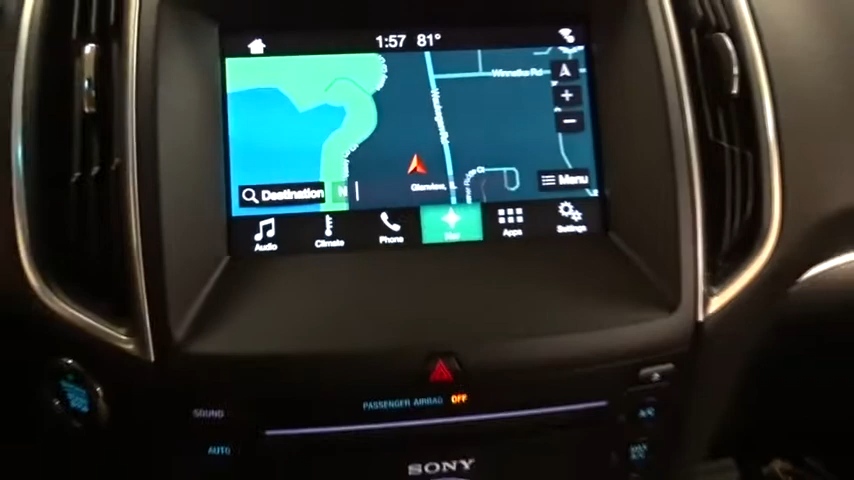 1:57 81°
Winnetka Rd
Destination
Glenview, IL
Menu
Audio
Climate
Phone
Nav
Apps
Settings
PASSENGER AIRBAG OFF
SOUND
AUTO
SONY